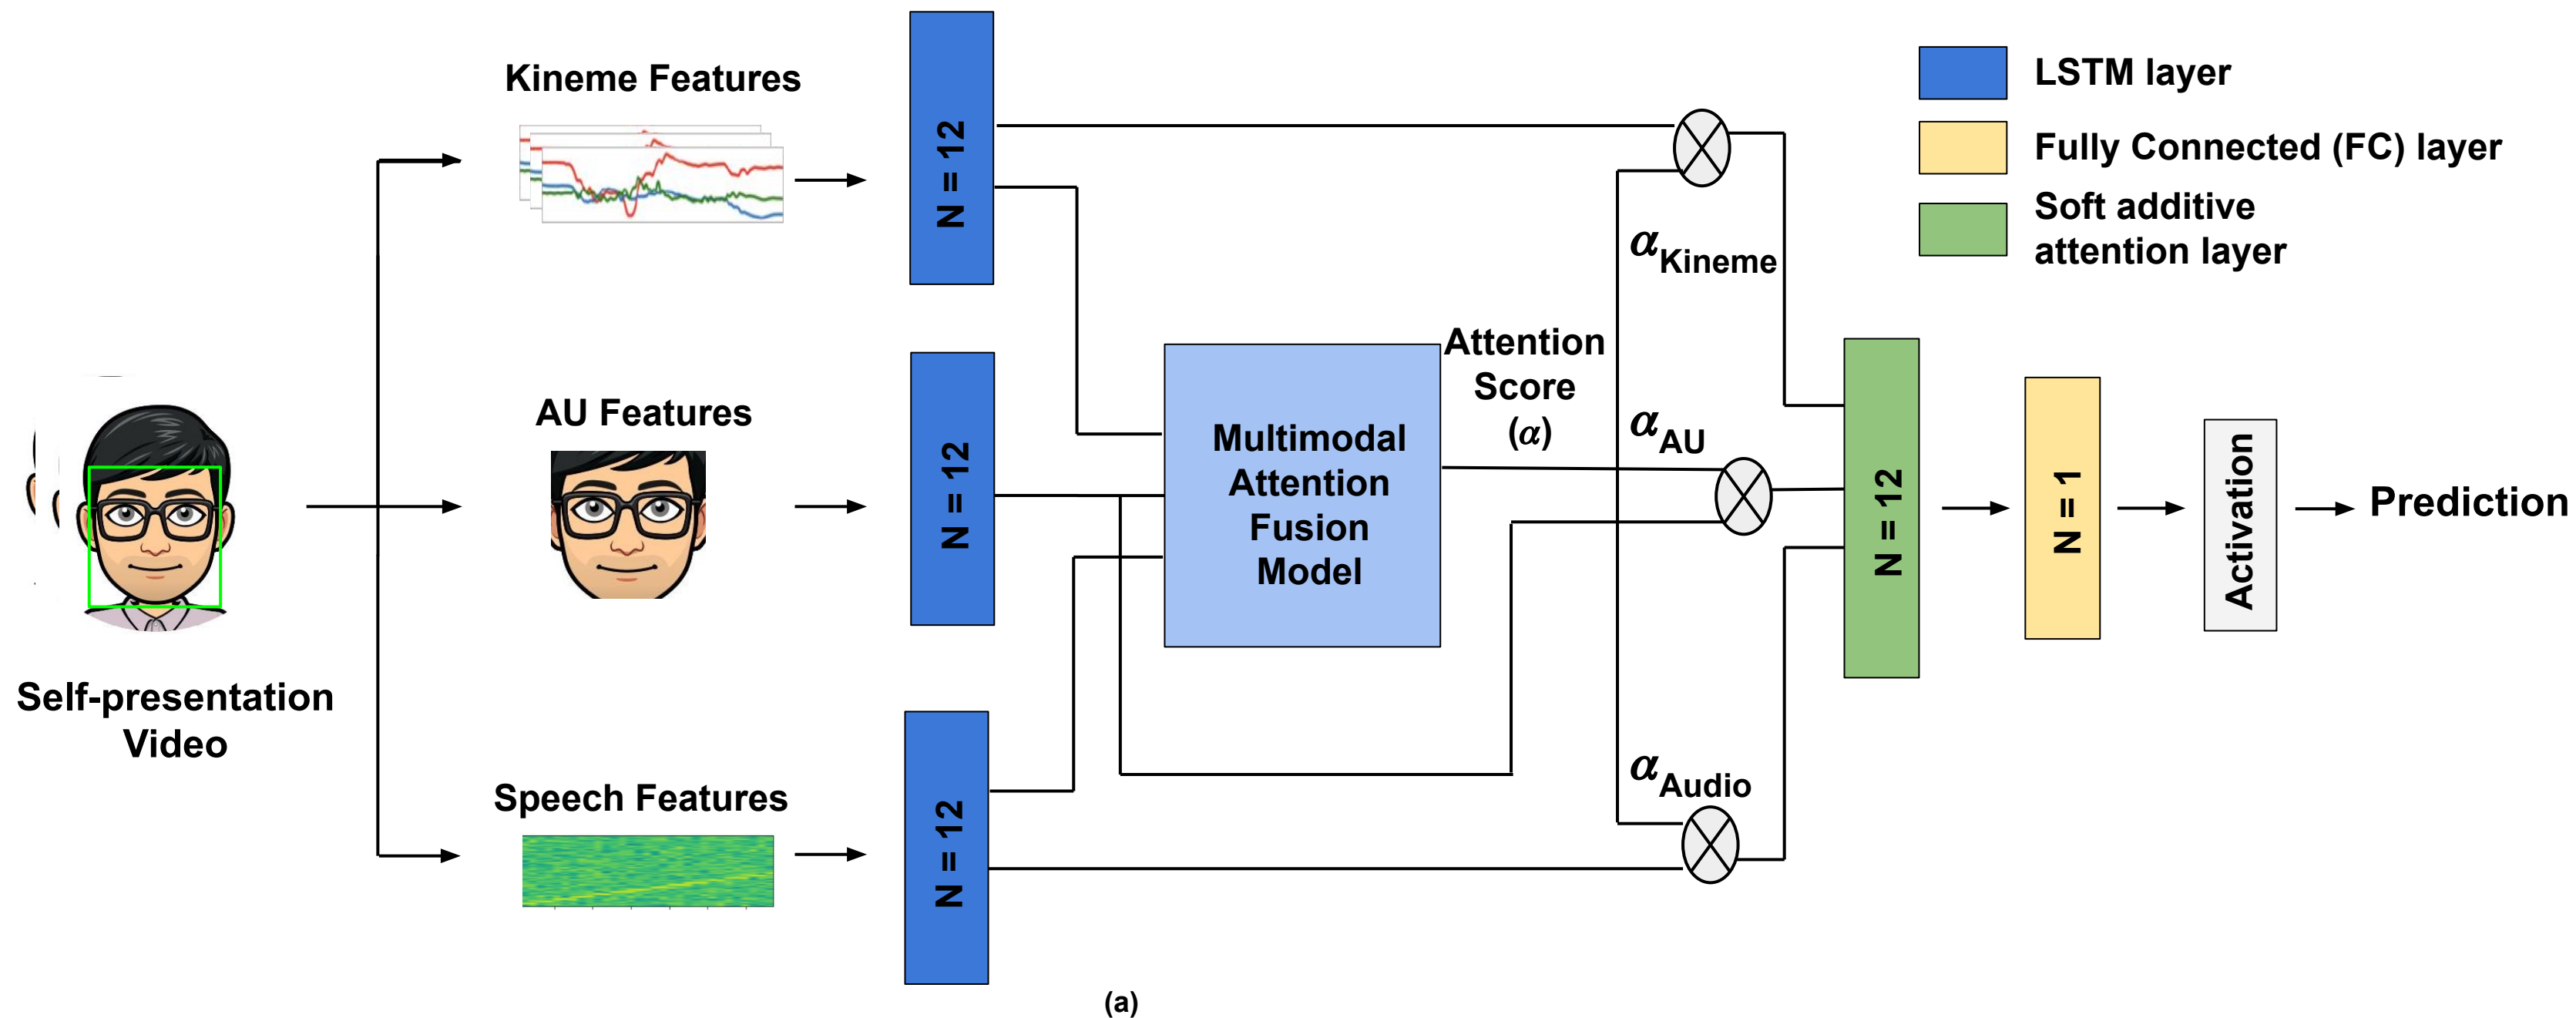 Kineme Features
N = 12
LSTM layer
Fully Connected (FC) layer
Soft additive
attention layer
α Kineme
Attention
Score
(α)
AU Features
N = 12
Multimodal
Attention
Fusion
Model
α AU
N = 12
N = 1
Activation
Prediction
Self-presentation
Video
Speech Features
N = 12
α Audio
(a)